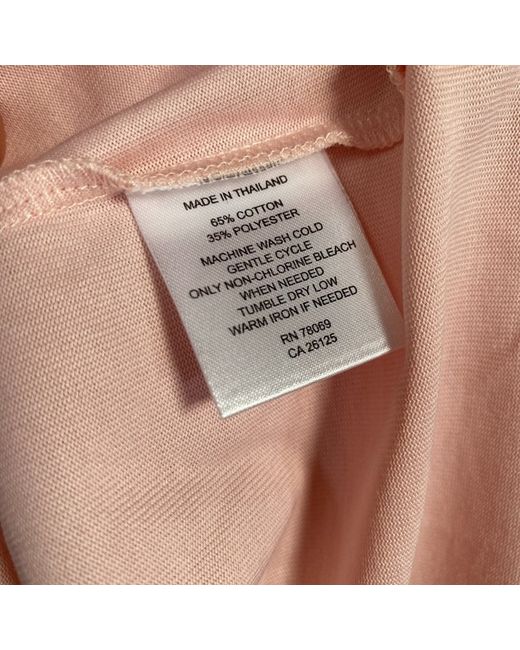 MADE IN THAILAND
65% COTTON
35% POLYESTER
MACHINE WASH COLD
GENTLE CYCLE
ONLY NON-CHLORINE BLEACH
WHEN NEEDED
TUMBLE DRY LOW
WARM IRON IF NEEDED
RN 78069
CA 26125